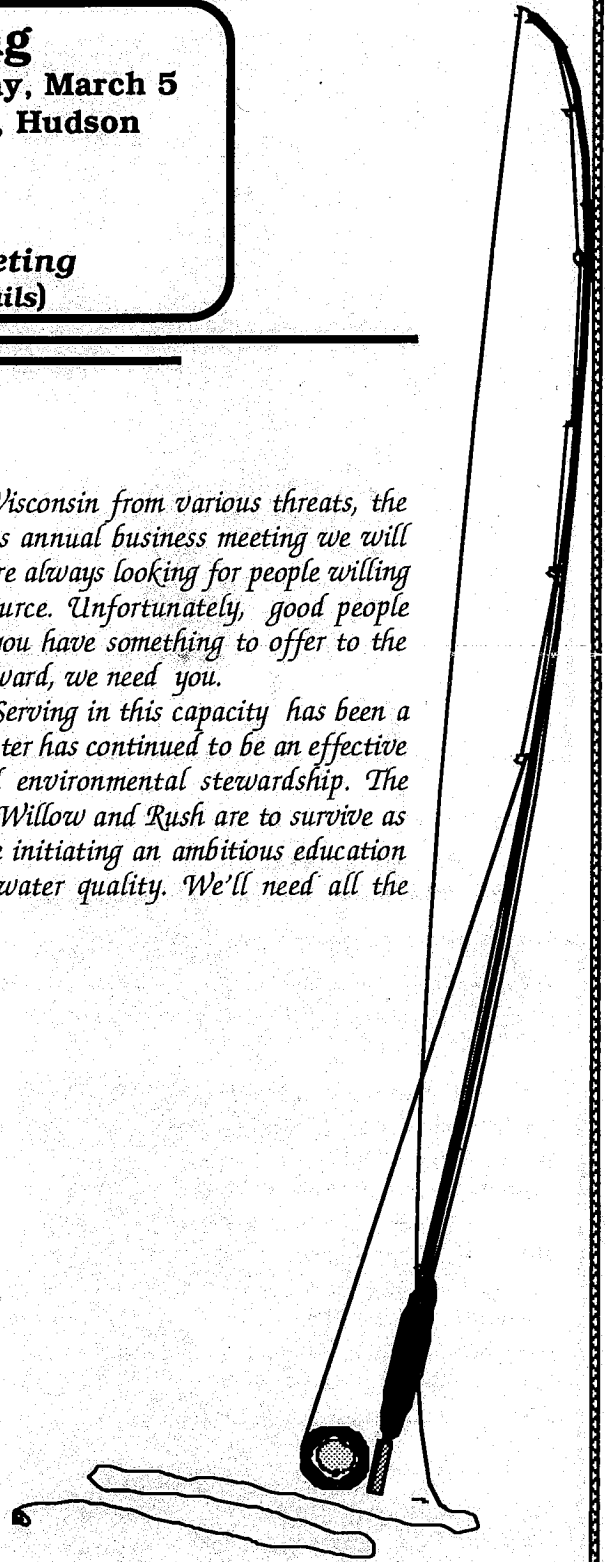 g
y, March 5
, Hudson
eting
ils)
Visconsin from various threats, the
s annual business meeting we will
re always looking for people willing
urce. Unfortunately, good people
you have something to offer to the
ward, we need you.
Serving in this capacity has been a
ter has continued to be an effective
l environmental stewardship. The
Willow and Rush are to survive as
e initiating an ambitious education
water quality. We'll need all the